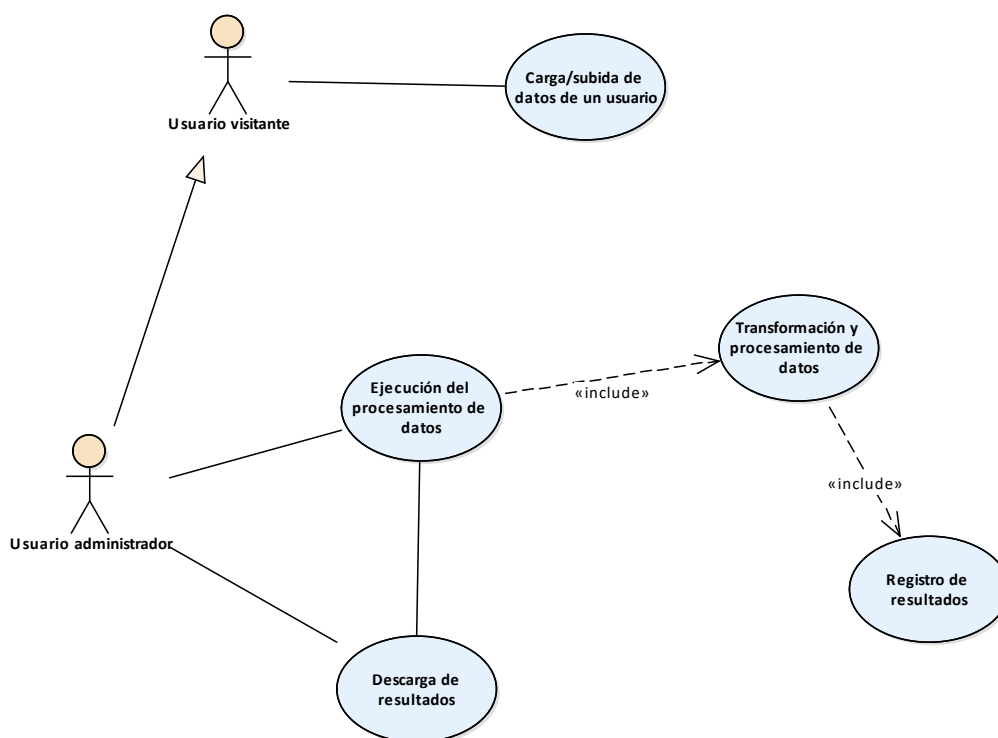 Carga/subida de
datos de un usuario
Usuario visitante
Transformación y
procesamiento de
datos
Ejecución del
procesamiento de
datos
«include»
«include»
Usuario administrador
Registro de
resultados
Descarga de
resultados